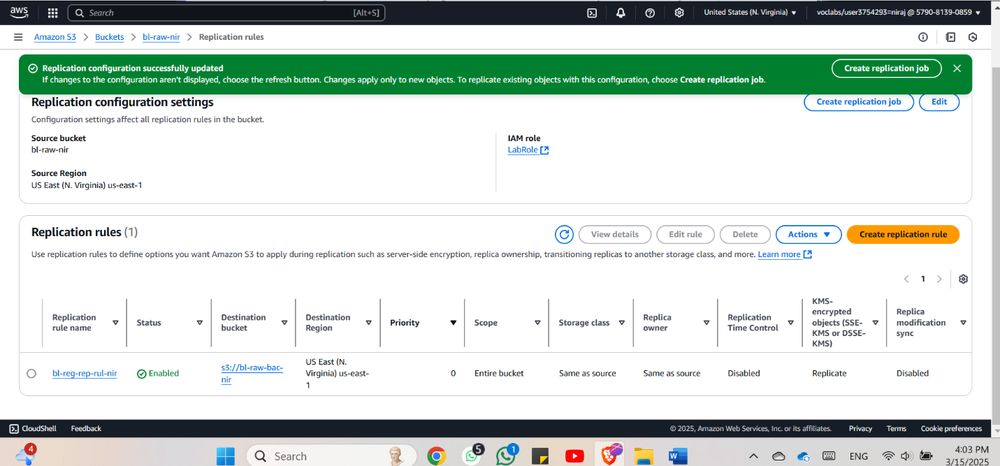 aws
Search [Alt+S]
United States (N. Virginia) ▼
voclabs/user3754293=niraj @ 5790-8139-0859 ▼
Amazon S3 > Buckets > bl-raw-nir > Replication rules
Replication configuration successfully updated
If changes to the configuration aren't displayed, choose the refresh button. Changes apply only to new objects. To replicate existing objects with this configuration, choose Create replication job.
Create replication job
Replication configuration settings
Create replication job
Edit
Configuration settings affect all replication rules in the bucket.
Source bucket
bl-raw-nir
IAM role
LabRole
Source Region
US East (N. Virginia) us-east-1
Replication rules (1)
View details
Edit rule
Delete
Actions ▼
Create replication rule
Use replication rules to define options you want Amazon S3 to apply during replication such as server-side encryption, replica ownership, transitioning replicas to another storage class, and more. Learn more
< 1 >
Replication
rule name
Status
Destination
bucket
Destination
Region
Priority
Scope
Storage class
Replica
owner
Replication
Time Control
KMS-
encrypted
objects (SSE-
KMS or DSSE-
KMS)
Replica
modification
sync
bl-reg-rep-rul-nir
Enabled
s3://bl-raw-bac-
nir
US East (N.
Virginia) us-east-
1
0
Entire bucket
Same as source
Same as source
Disabled
Replicate
Disabled
CloudShell
Feedback
© 2025, Amazon Web Services, Inc. or its affiliates.
Privacy
Terms
Cookie preferences
4
Search
5
1
W
ENG
4:03 PM
3/15/2025